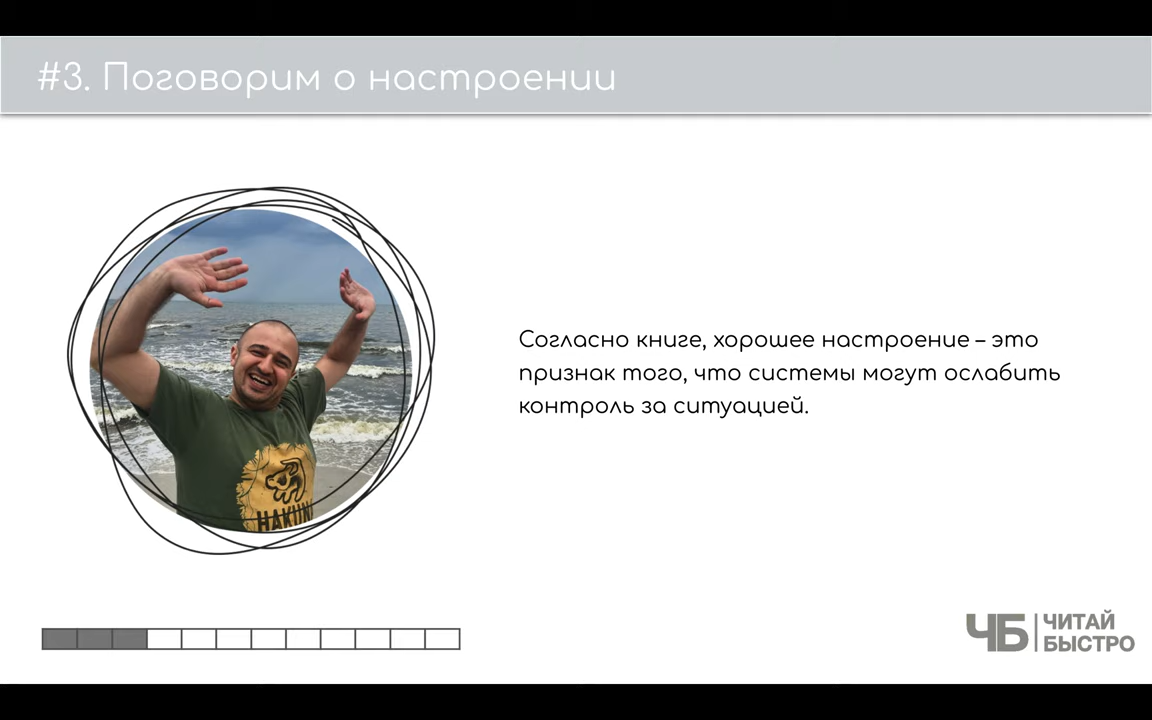 #3. Поговорим о настроении
Согласно книге, хорошее настроение – это
признак того, что системы могут ослабить
контроль за ситуацией.
HAKUN
ЧБ
ЧИТАЙ
БЫСТРО